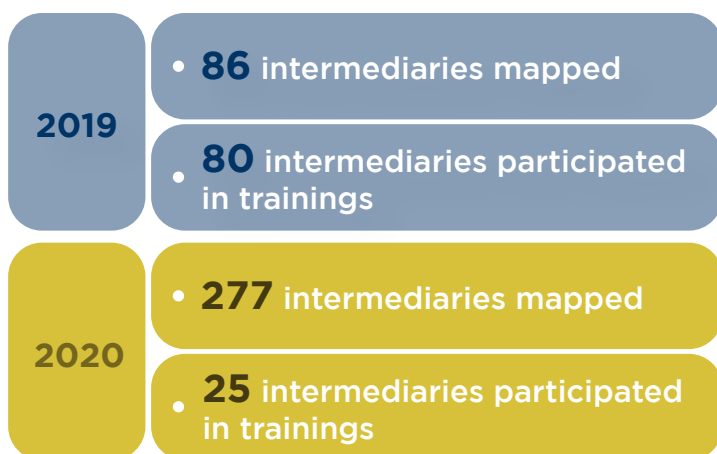 2019
• 86 intermediaries mapped
• 80 intermediaries participated
in trainings
2020
• 277 intermediaries mapped
• 25 intermediaries participated
in trainings